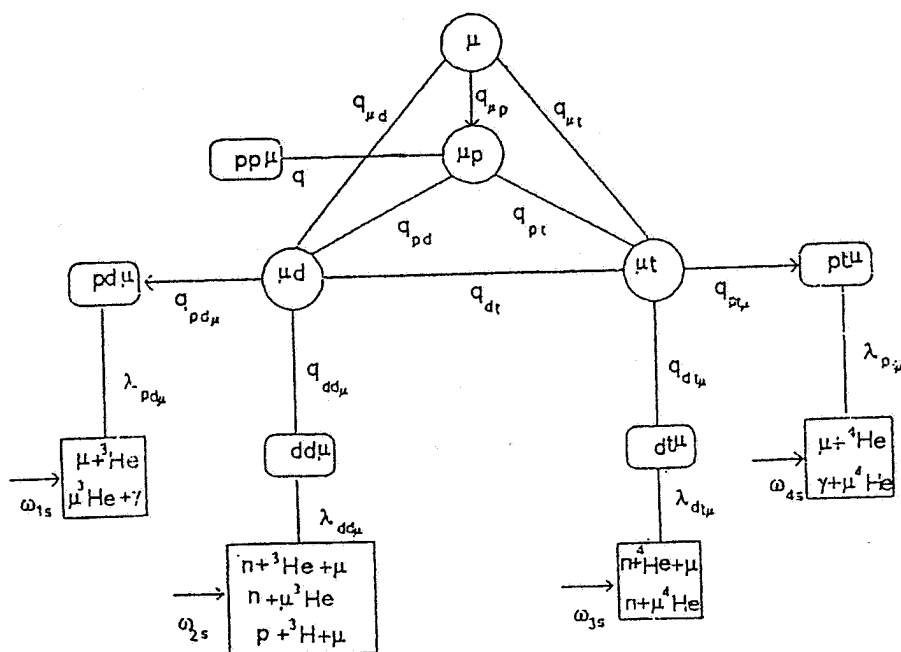 μ
q_μd
q_μp
q_μt
ppμ
q
μp
q_pd
q_pt
pdμ
q_pdμ
μd
q_dt
μt
q_ptμ
ptμ
λ_pdμ
q_ddμ
q_dtμ
λ_p:μ
ddμ
dtμ
μ+³He
μ³He+γ
ω_1s
λ_ddμ
λ_dtμ
μ÷⁴He
γ+μ⁴He
ω_4s
n+³He+μ
n+μ³He
p+³H+μ
ω_2s
n+⁴He+μ
n+μ⁴He
ω_3s